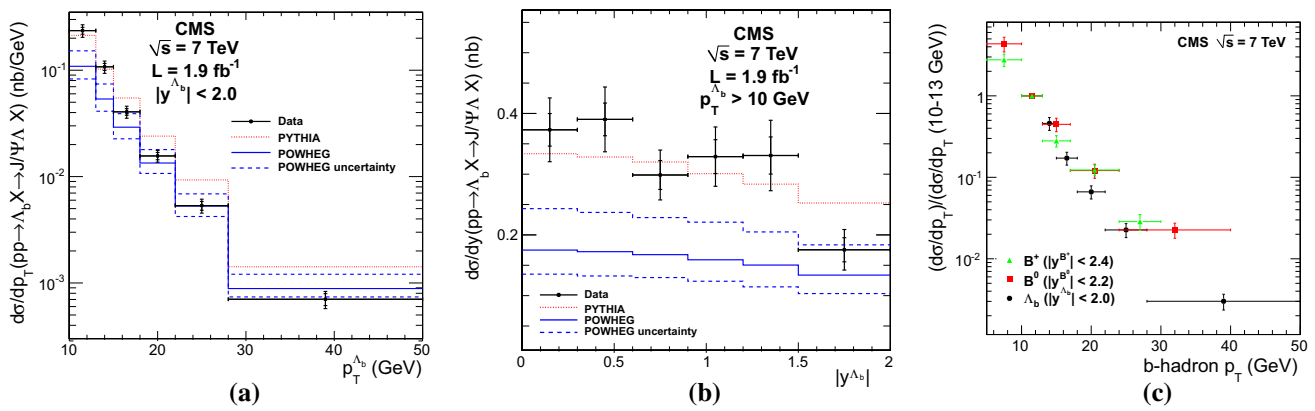 CMS
√s = 7 TeV
L = 1.9 fb⁻¹
|y^Λb| < 2.0
Data
PYTHIA
POWHEG
POWHEG uncertainty
dσ/dp_T(pp→Λ_bX→J/ΨΛ X) (nb/GeV)
10⁻¹
10⁻²
10⁻³
10 20 30 40 50
p_T^Λb (GeV)
(a)
CMS
√s = 7 TeV
L = 1.9 fb⁻¹
p_T^Λb > 10 GeV
Data
PYTHIA
POWHEG
POWHEG uncertainty
dσ/dy(pp→Λ_bX→J/ΨΛ X) (nb)
0.4
0.2
0 0.5 1 1.5 2
|y^Λb|
(b)
CMS √s = 7 TeV
(dσ/dp_T)/(dσ/dp_T (10-13 GeV))
1
10⁻¹
10⁻²
B⁺ (|y^B⁺| < 2.4)
B⁰ (|y^B⁰| < 2.2)
Λ_b (|y^Λb| < 2.0)
10 20 30 40 50
b-hadron p_T (GeV)
(c)